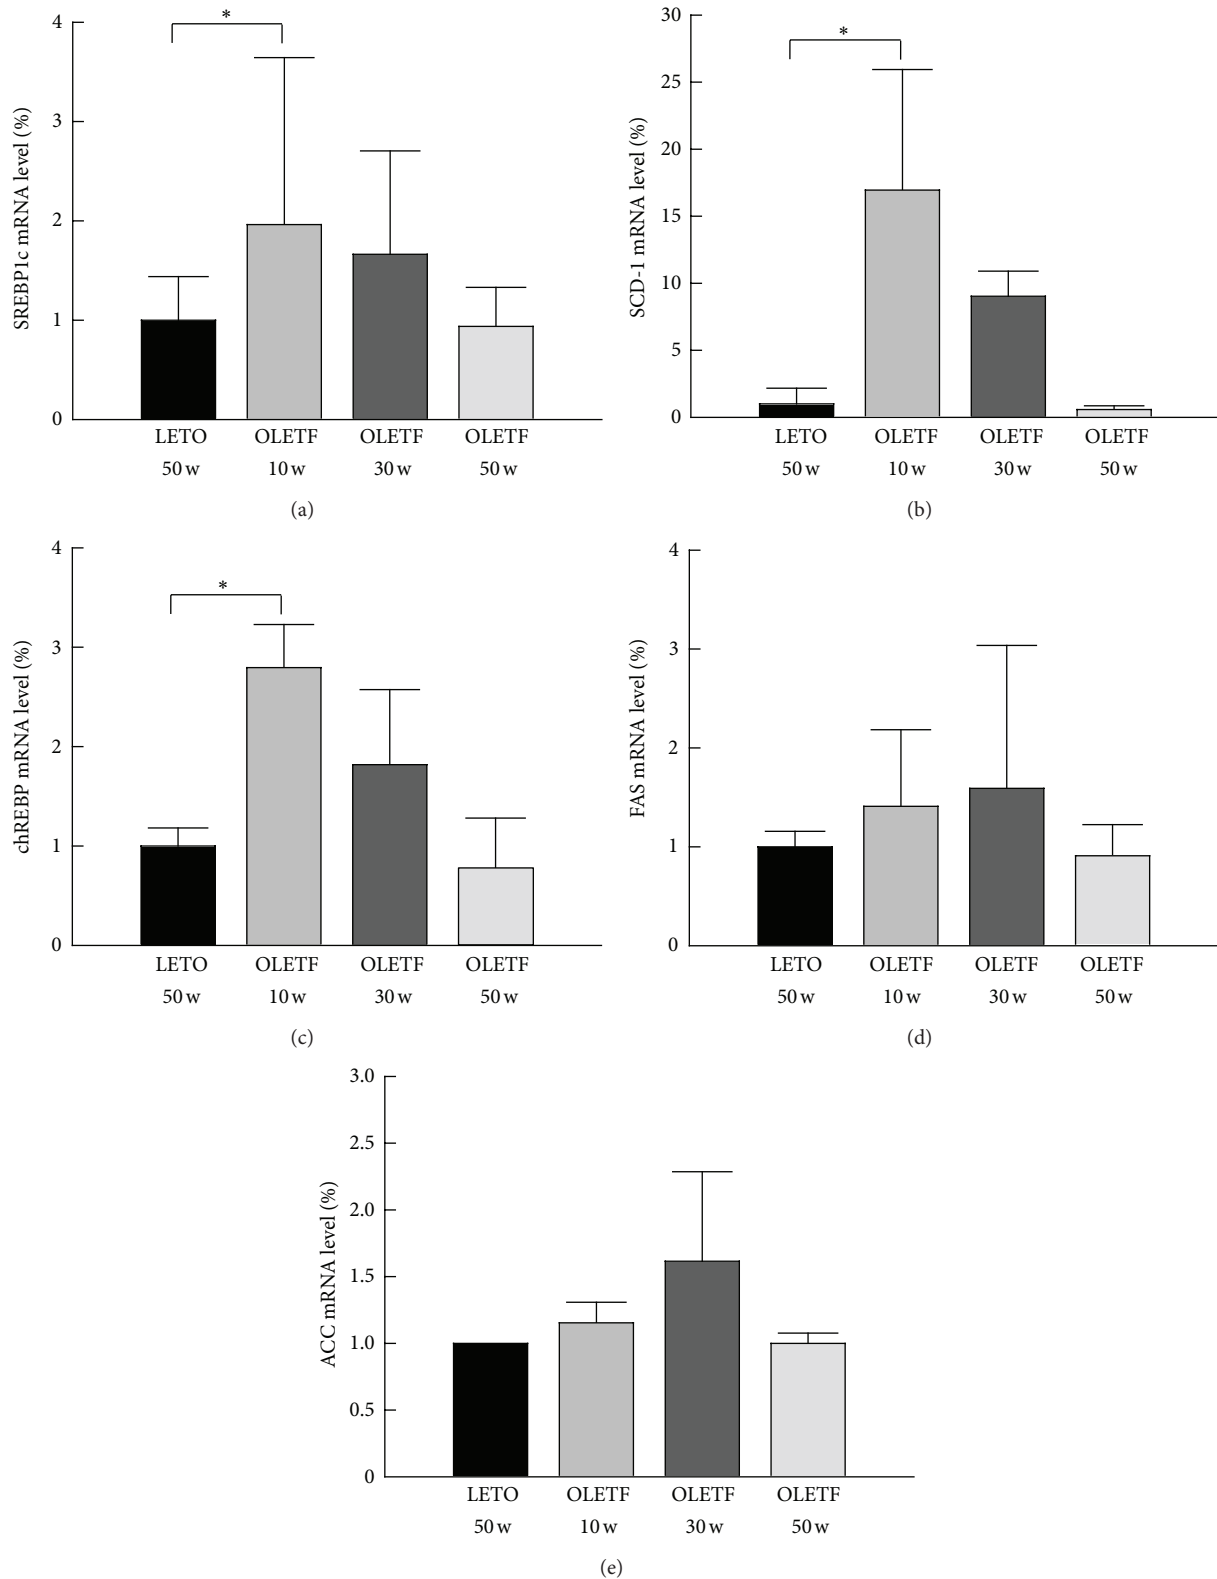 4
3
2
1
0
SREBP1c mRNA level (%)
*
LETO OLETF OLETF OLETF
50 w 10 w 30 w 50 w
(a)
30
25
20
15
10
5
0
SCD-1 mRNA level (%)
*
LETO OLETF OLETF OLETF
50 w 10 w 30 w 50 w
(b)
4
3
2
1
0
chREBP mRNA level (%)
*
LETO OLETF OLETF OLETF
50 w 10 w 30 w 50 w
(c)
4
3
2
1
0
FAS mRNA level (%)
LETO OLETF OLETF OLETF
50 w 10 w 30 w 50 w
(d)
3.0
2.5
2.0
1.5
1.0
0.5
0
ACC mRNA level (%)
LETO OLETF OLETF OLETF
50 w 10 w 30 w 50 w
(e)